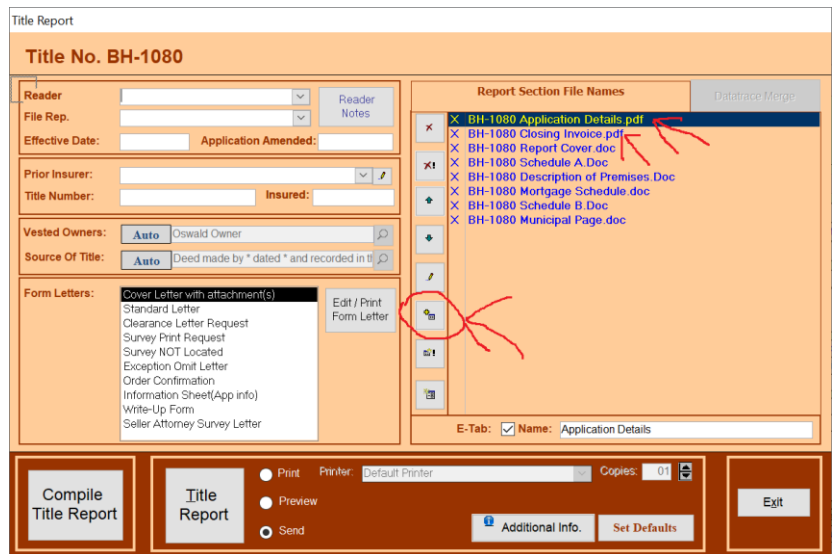 Title Report
Title No. BH-1080
Reader
Reader Notes
File Rep.
Effective Date:
Application Amended:
Prior Insurer:
Title Number:
Insured:
Vested Owners:
Auto
Oswald Owner
Source Of Title:
Auto
Deed made by * dated * and recorded in th
Form Letters:
Cover Letter with attachment(s)
Standard Letter
Clearance Letter Request
Survey Print Request
Survey NOT Located
Exception Omit Letter
Order Confirmation
Information Sheet(App info)
Write-Up Form
Seller Attorney Survey Letter
Edit / Print
Form Letter
Report Section File Names
Datatrace Merge
X BH-1080 Application Details.pdf
X BH-1080 Closing Invoice.pdf
X BH-1080 Report Cover.doc
X BH-1080 Schedule A.Doc
X BH-1080 Description of Premises.Doc
X BH-1080 Mortgage Schedule.doc
X BH-1080 Schedule B.Doc
X BH-1080 Municipal Page.doc
E-Tab:
Name:
Application Details
Compile
Title Report
Title
Report
Print
Preview
Send
Printer:
Default Printer
Copies:
01
Additional Info.
Set Defaults
Exit